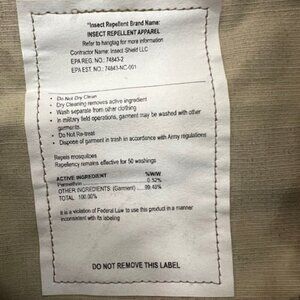 "Insect Repellent Brand Name:
INSECT REPELLENT APPAREL
Refer to hangtag for more information
Contractor Name: Insect Shield LLC
EPA REG. NO.: 74843-2
EPA EST. NO.: 74843-NC-001
• Do Not Dry Clean
• Dry Cleaning removes active ingredient
• Wash separate from other clothing
• In military field operations, garment may be washed with other
garments.
• Do Not Re-treat
• Dispose of garment in trash in accordance with Army regulations
Repels mosquitoes
Repellency remains effective for 50 washings
ACTIVE INGREDIENT %W/W
Permethrin 0.52%
OTHER INGREDIENTS (Garment) 99.48%
TOTAL 100.00%
It is a violation of Federal Law to use this product in a manner
inconsistent with its labeling
DO NOT REMOVE THIS LABEL